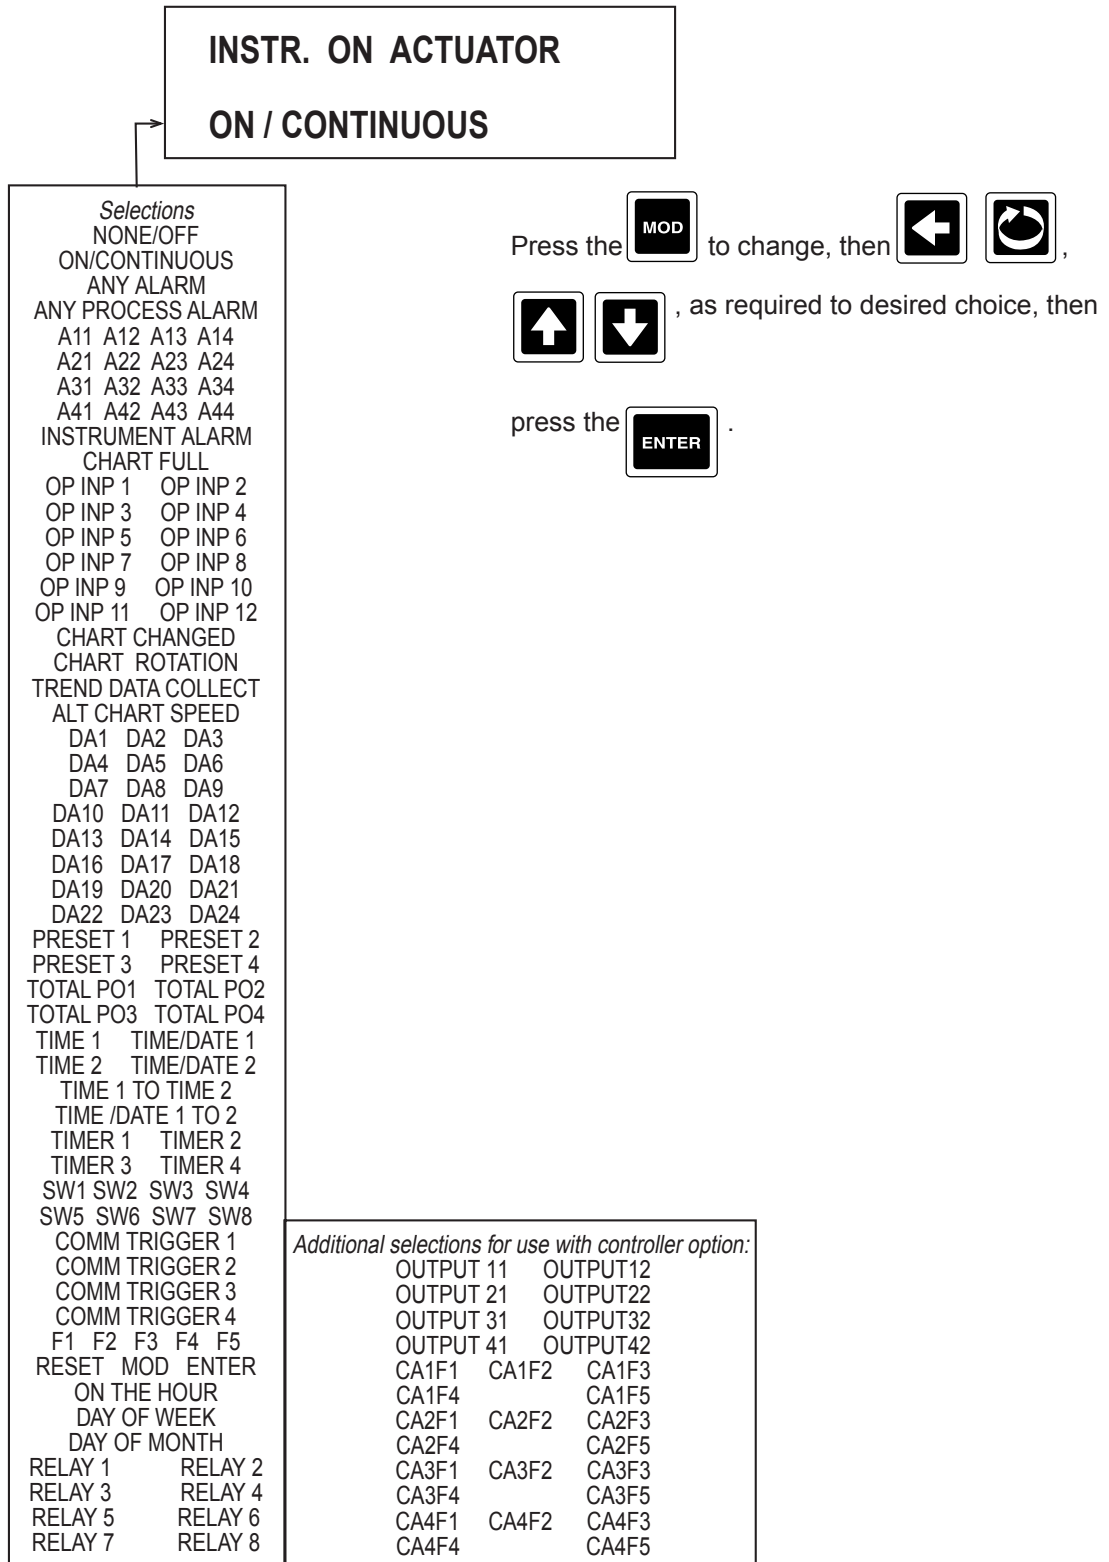 INSTR. ON ACTUATOR
ON / CONTINUOUS
Selections
NONE/OFF
ON/CONTINUOUS
ANY ALARM
ANY PROCESS ALARM
A11 A12 A13 A14
A21 A22 A23 A24
A31 A32 A33 A34
A41 A42 A43 A44
INSTRUMENT ALARM
CHART FULL
OP INP 1 OP INP 2
OP INP 3 OP INP 4
OP INP 5 OP INP 6
OP INP 7 OP INP 8
OP INP 9 OP INP 10
OP INP 11 OP INP 12
CHART CHANGED
CHART ROTATION
TREND DATA COLLECT
ALT CHART SPEED
DA1 DA2 DA3
DA4 DA5 DA6
DA7 DA8 DA9
DA10 DA11 DA12
DA13 DA14 DA15
DA16 DA17 DA18
DA19 DA20 DA21
DA22 DA23 DA24
PRESET 1 PRESET 2
PRESET 3 PRESET 4
TOTAL PO1 TOTAL PO2
TOTAL PO3 TOTAL PO4
TIME 1 TIME/DATE 1
TIME 2 TIME/DATE 2
TIME 1 TO TIME 2
TIME /DATE 1 TO 2
TIMER 1 TIMER 2
TIMER 3 TIMER 4
SW1 SW2 SW3 SW4
SW5 SW6 SW7 SW8
COMM TRIGGER 1
COMM TRIGGER 2
COMM TRIGGER 3
COMM TRIGGER 4
F1 F2 F3 F4 F5
RESET MOD ENTER
ON THE HOUR
DAY OF WEEK
DAY OF MONTH
RELAY 1 RELAY 2
RELAY 3 RELAY 4
RELAY 5 RELAY 6
RELAY 7 RELAY 8
Press the MOD to change, then ,
, as required to desired choice, then
press the ENTER .
Additional selections for use with controller option:
OUTPUT 11 OUTPUT12
OUTPUT 21 OUTPUT22
OUTPUT 31 OUTPUT32
OUTPUT 41 OUTPUT42
CA1F1 CA1F2 CA1F3
CA1F4 CA1F5
CA2F1 CA2F2 CA2F3
CA2F4 CA2F5
CA3F1 CA3F2 CA3F3
CA3F4 CA3F5
CA4F1 CA4F2 CA4F3
CA4F4 CA4F5